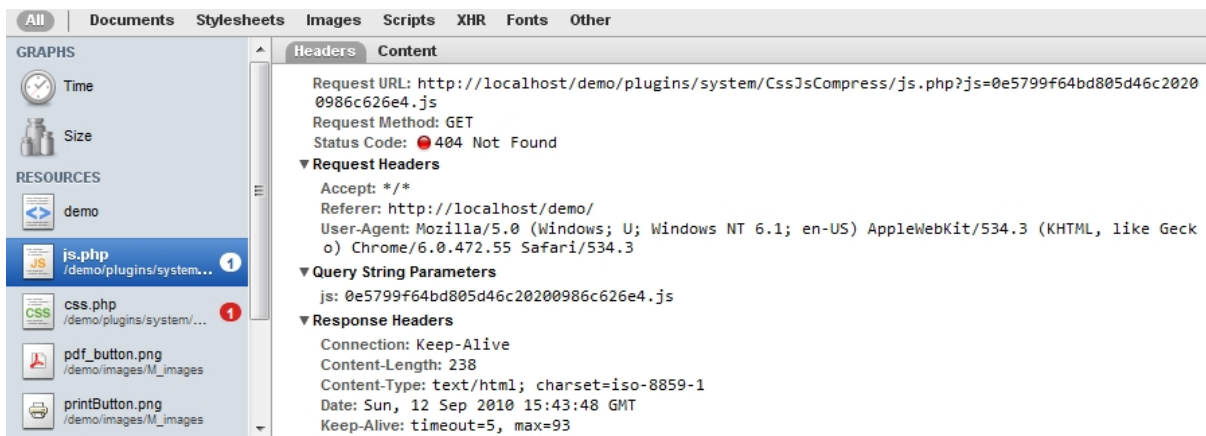 All Documents Stylesheets Images Scripts XHR Fonts Other
GRAPHS
Time
Size
RESOURCES
demo
JS
js.php
/demo/plugins/system...
1
CSS
css.php
/demo/plugins/system/...
1
pdf_button.png
/demo/images/M_images
printButton.png
/demo/images/M_images
Headers Content
Request URL: http://localhost/demo/plugins/system/CssJsCompress/js.php?js=0e5799f64bd805d46c2020
0986c626e4.js
Request Method: GET
Status Code: 404 Not Found
Request Headers
Accept: */*
Referer: http://localhost/demo/
User-Agent: Mozilla/5.0 (Windows; U; Windows NT 6.1; en-US) AppleWebKit/534.3 (KHTML, like Geck
o) Chrome/6.0.472.55 Safari/534.3
Query String Parameters
js: 0e5799f64bd805d46c20200986c626e4.js
Response Headers
Connection: Keep-Alive
Content-Length: 238
Content-Type: text/html; charset=iso-8859-1
Date: Sun, 12 Sep 2010 15:43:48 GMT
Keep-Alive: timeout=5, max=93